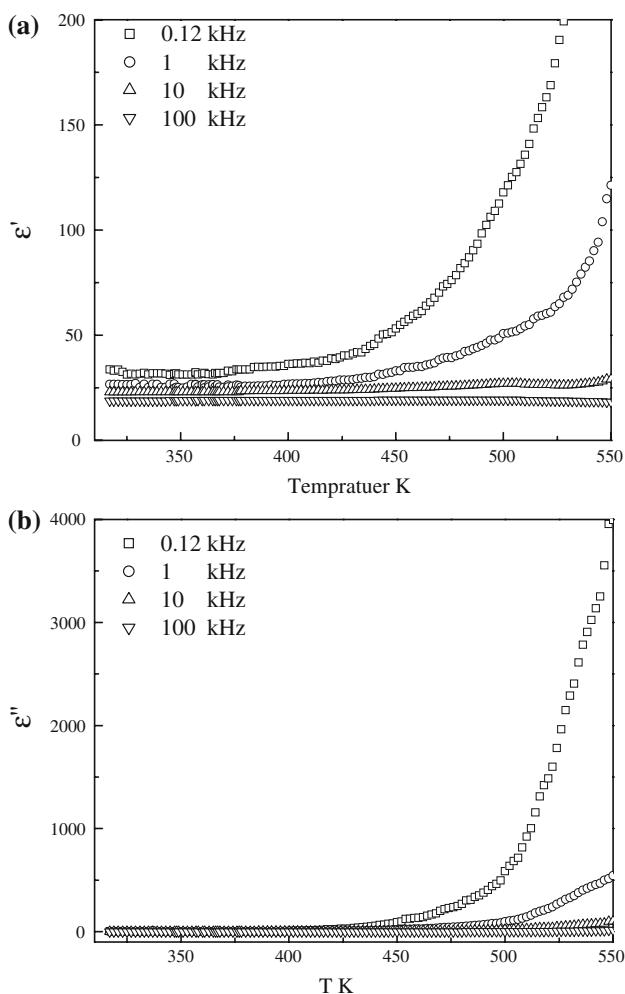 (a)
200
150
100
50
0
ε'
□ 0.12 kHz
○ 1 kHz
△ 10 kHz
▽ 100 kHz
350 400 450 500 550
Tempratuer K
(b)
4000
3000
2000
1000
0
ε"
□ 0.12 kHz
○ 1 kHz
△ 10 kHz
▽ 100 kHz
350 400 450 500 550
T K